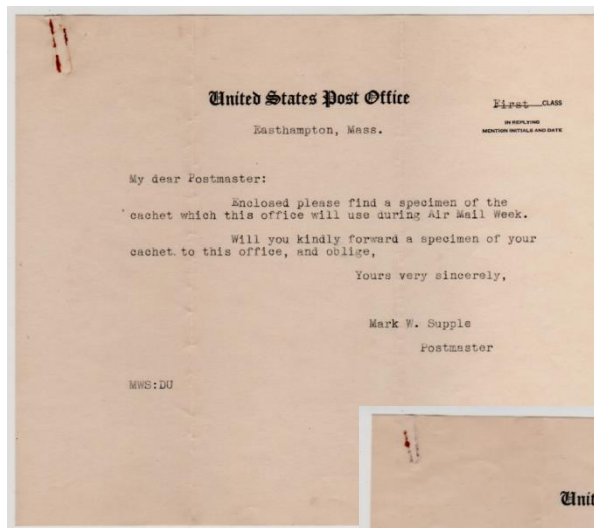 United States Post Office
First CLASS
IN REPLYING
MENTION INITIALS AND DATE
Easthampton, Mass.
My dear Postmaster:
Enclosed please find a specimen of the
cachet which this office will use during Air Mail Week.
Will you kindly forward a specimen of your
cachet to this office, and oblige,
Yours very sincerely,
Mark W. Supple
Postmaster
MWS:DU